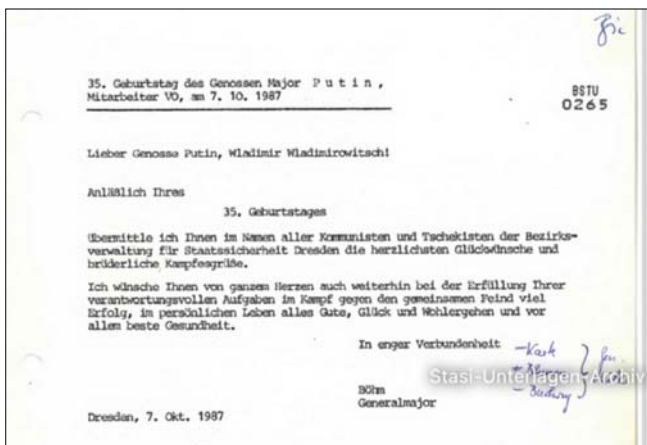 35. Geburtstag des Genossen Major P u t i n ,
Mitarbeiter VO, am 7. 10. 1987
BSTU
0265
Lieber Genosse Putin, Wladimir Wladimirowitsch!
Anläßlich Ihres
35. Geburtstages
übermittle ich Ihnen im Namen aller Kommunisten und Tschekisten der Bezirks-
verwaltung für Staatssicherheit Dresden die herzlichsten Glückwünsche und
brüderliche Kampfesgrüße.
Ich wünsche Ihnen von ganzem Herzen auch weiterhin bei der Erfüllung Ihrer
verantwortungsvollen Aufgaben im Kampf gegen den gemeinsamen Feind viel
Erfolg, im persönlichen Leben alles Gute, Glück und Wohlergehen und vor
allem beste Gesundheit.
In enger Verbundenheit
Stasi-Unterlagen-Archiv
Böhm
Generalmajor
Dresden, 7. Okt. 1987